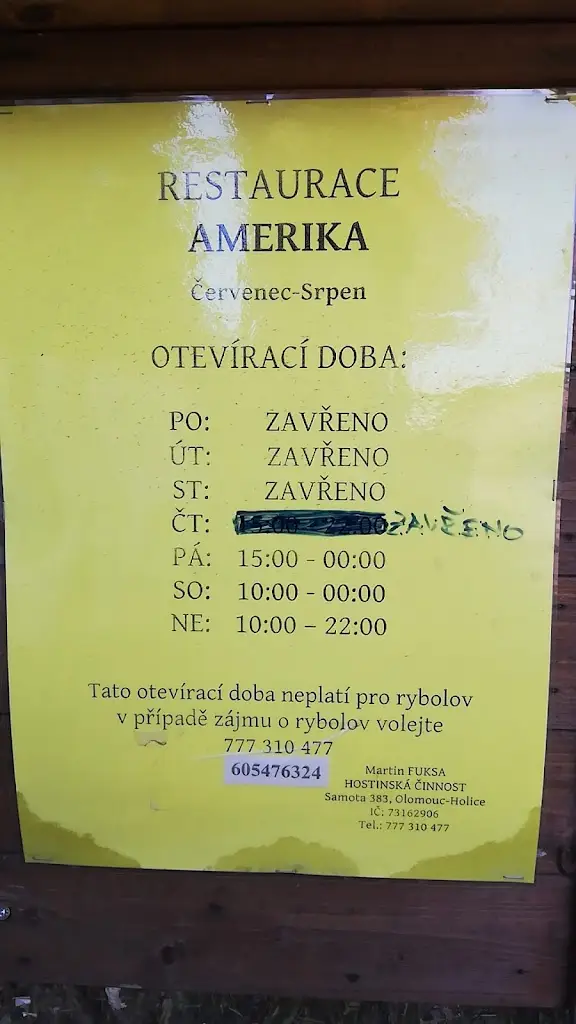 RESTAURACE
AMERIKA
Červenec-Srpen
OTEVÍRACÍ DOBA:
PO: ZAVŘENO
ÚT: ZAVŘENO
ST: ZAVŘENO
ČT: ZAVŘENO
PÁ: 15:00 - 00:00
SO: 10:00 - 00:00
NE: 10:00 – 22:00
Tato otevírací doba neplatí pro rybolov
v případě zájmu o rybolov volejte
777 310 477
605476324
Martin FUKSA
HOSTINSKÁ ČINNOST
Samota 383, Olomouc-Holice
IČ: 73162906
Tel.: 777 310 477